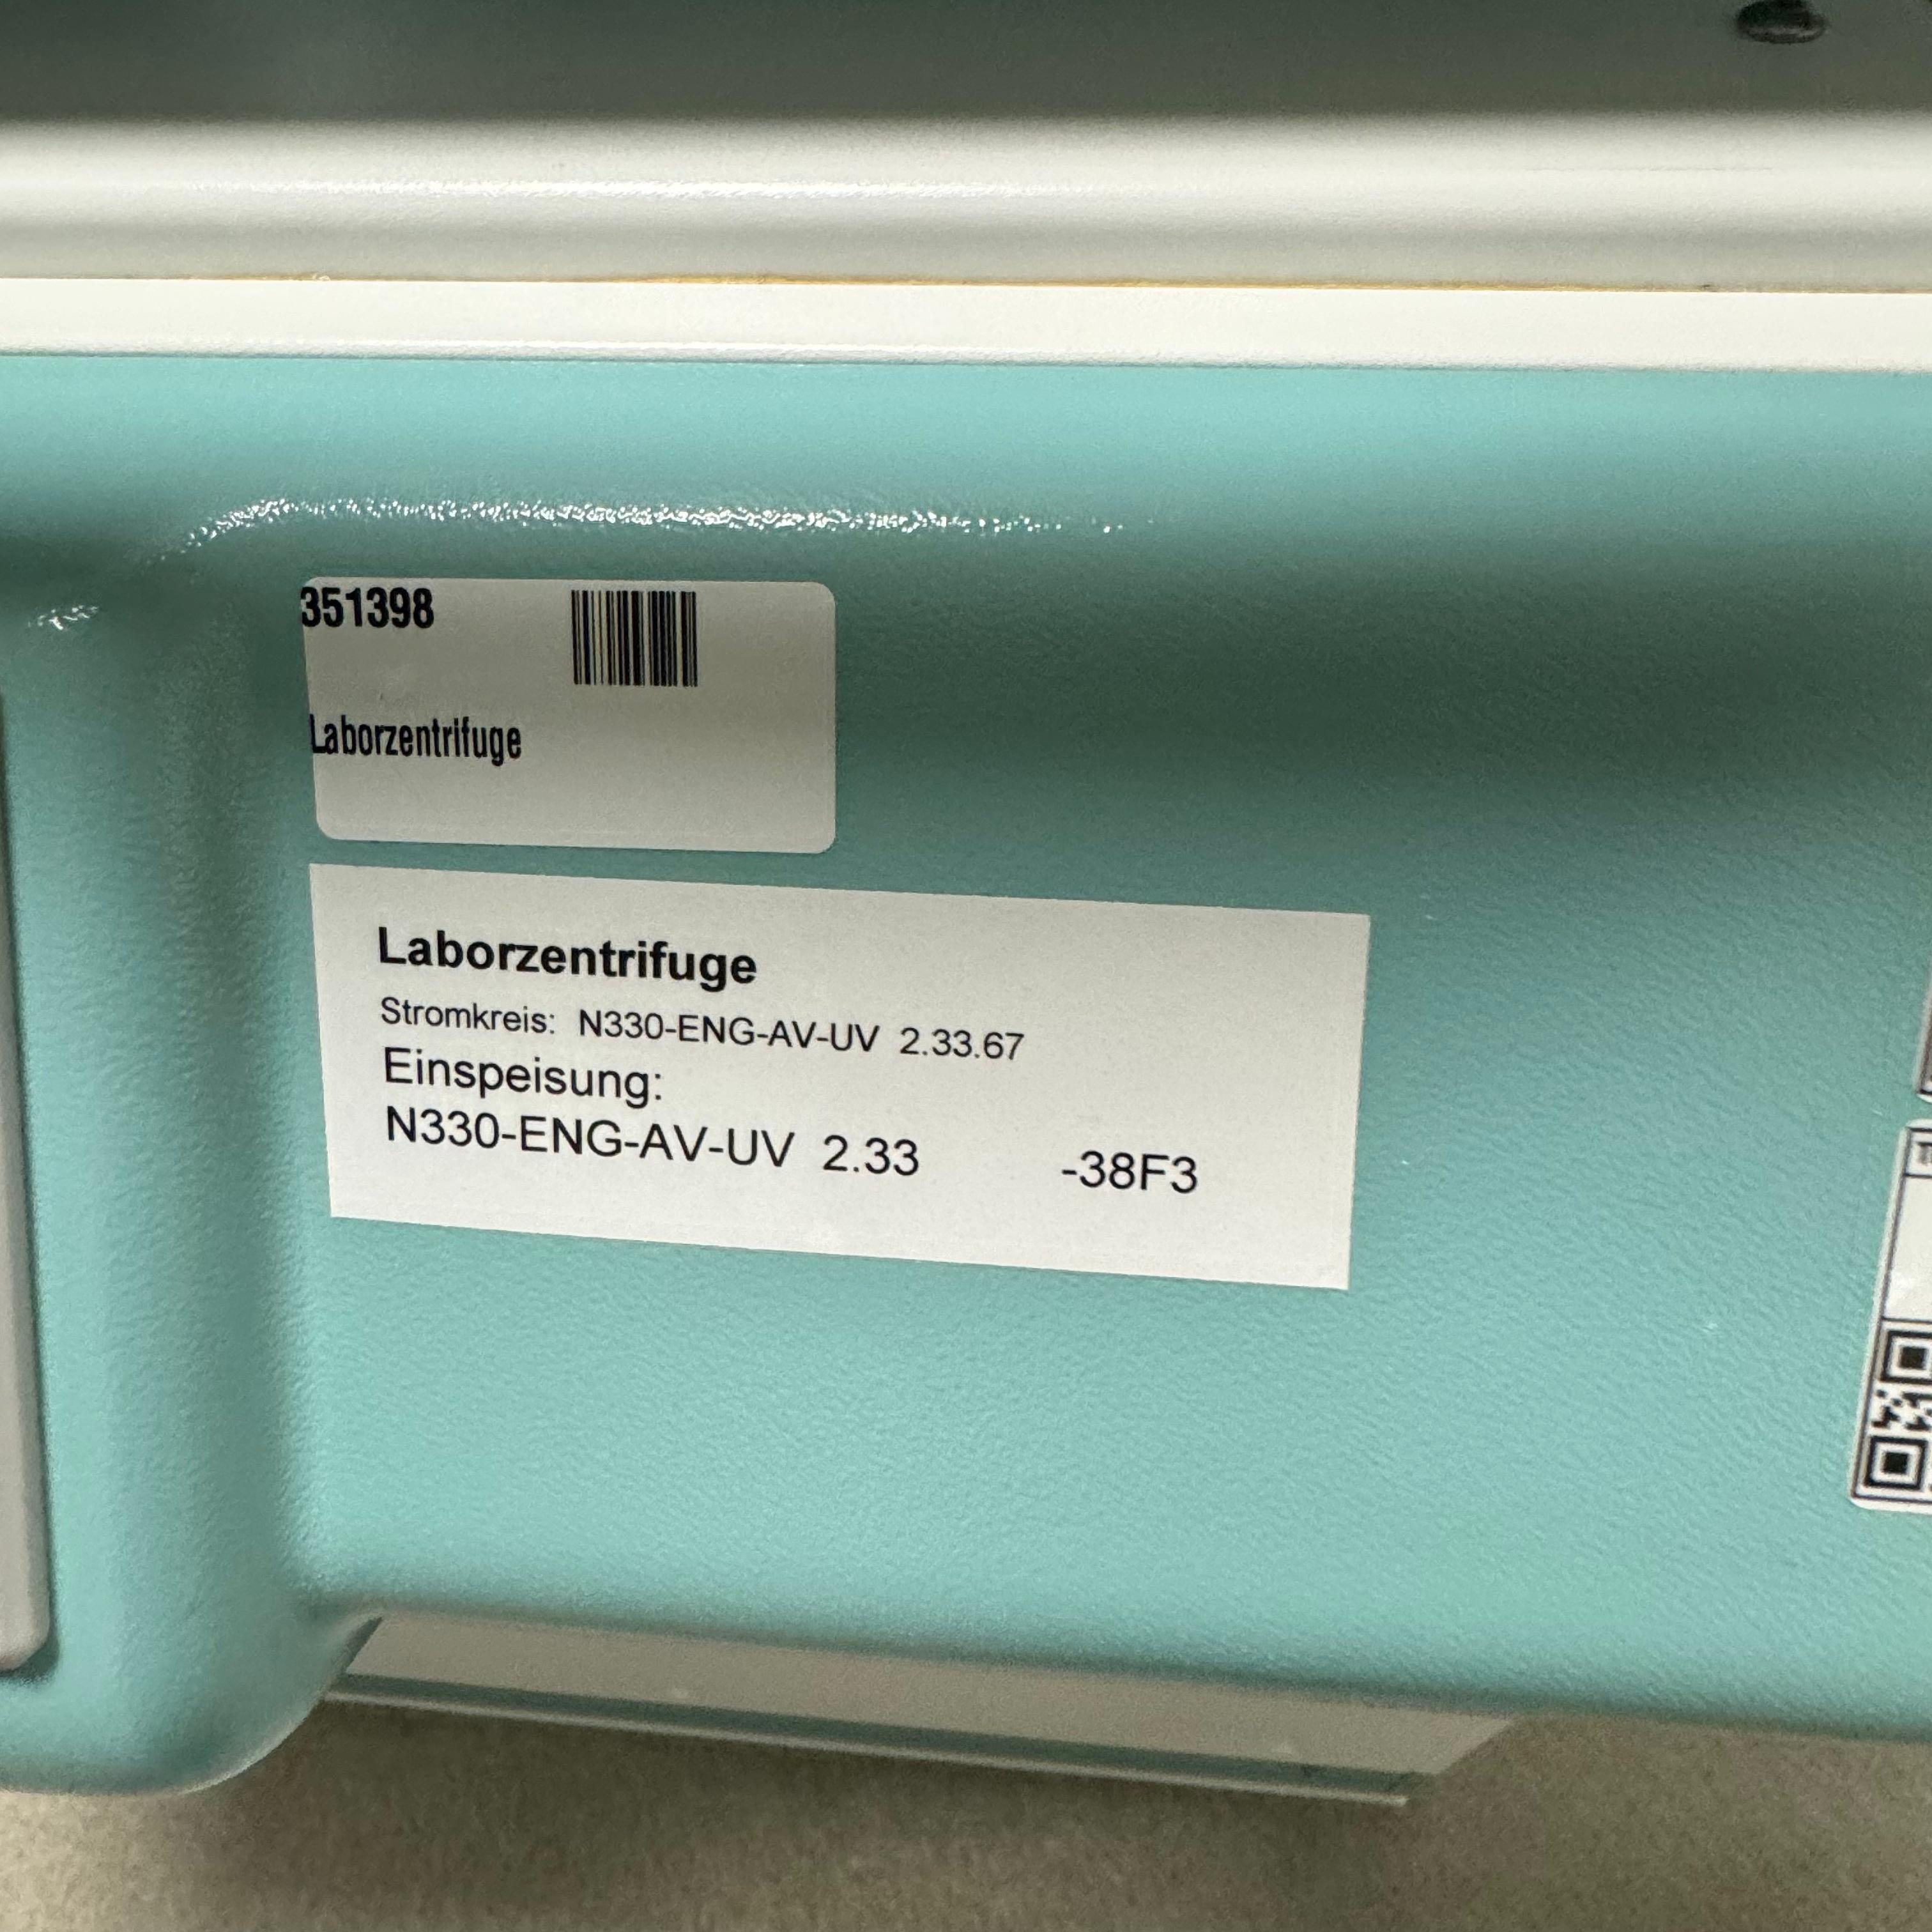 351398
Laborzentrifuge
Laborzentrifuge
Stromkreis: N330-ENG-AV-UV 2.33.67
Einspeisung:
N330-ENG-AV-UV 2.33 -38F3